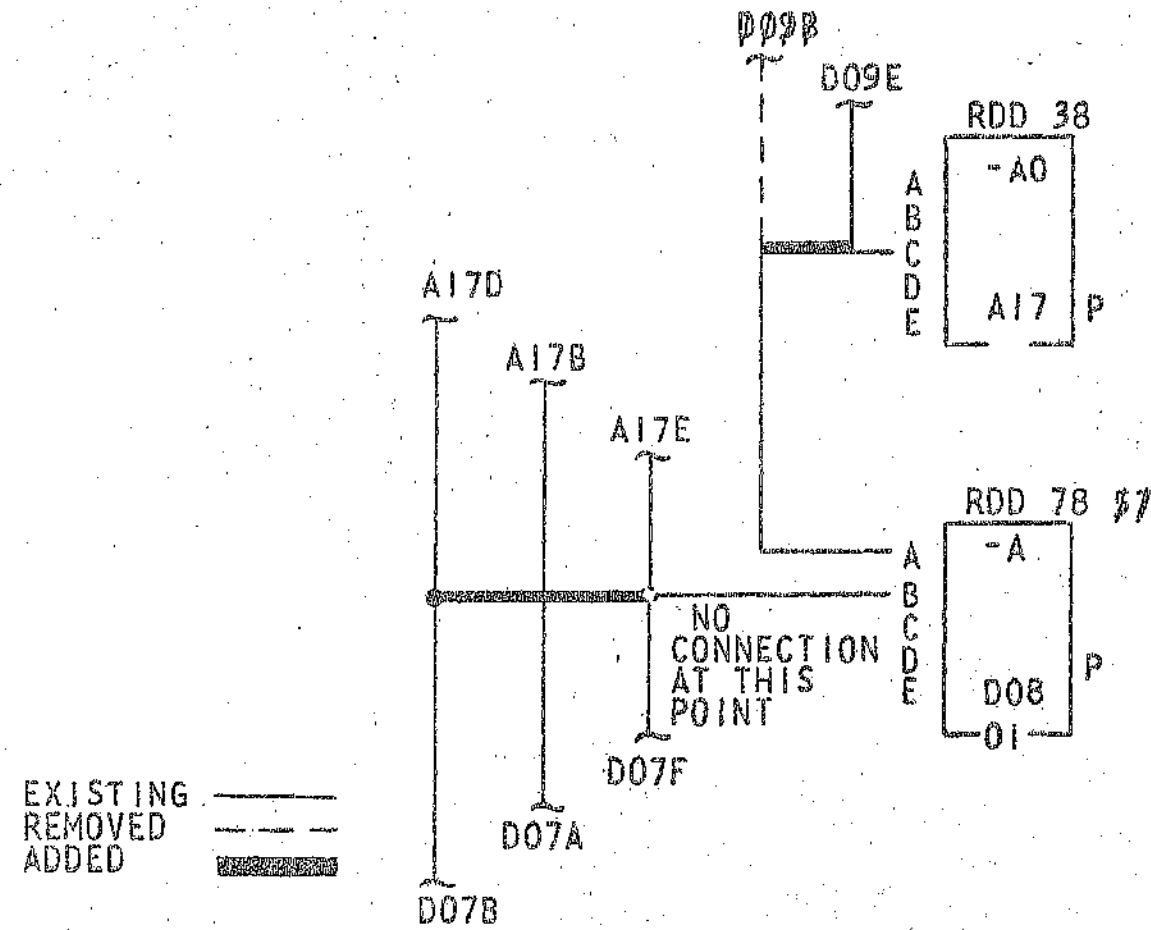 D09B
D09E
RDD 38
-A0
A
B
C
D
E
A17
P
A17D
A17B
A17E
RDD 78
-A
A
B
C
D
E
NO
CONNECTION
AT THIS
POINT
P
D08
01
D07F
EXISTING
REMOVED
ADDED
D07A
D07B